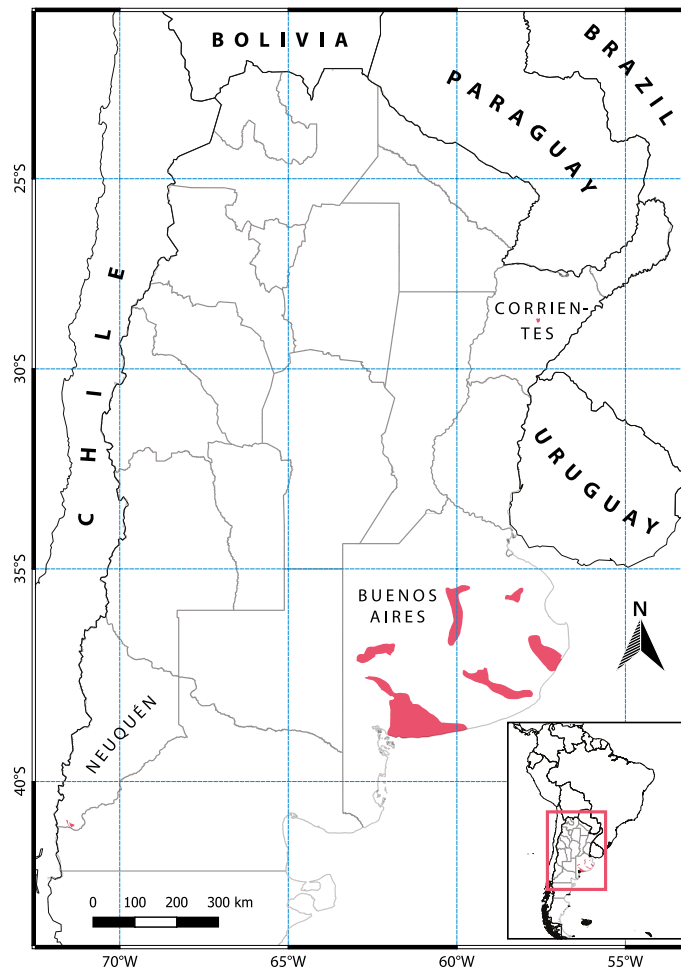 BOLIVIA
BRAZIL
PARAGUAY
25°S
CHILE
CORRIEN-
TES
30°S
URUGUAY
35°S
BUENOS
AIRES
N
NEUQUÉN
40°S
0 100 200 300 km
70°W 65°W 60°W 55°W